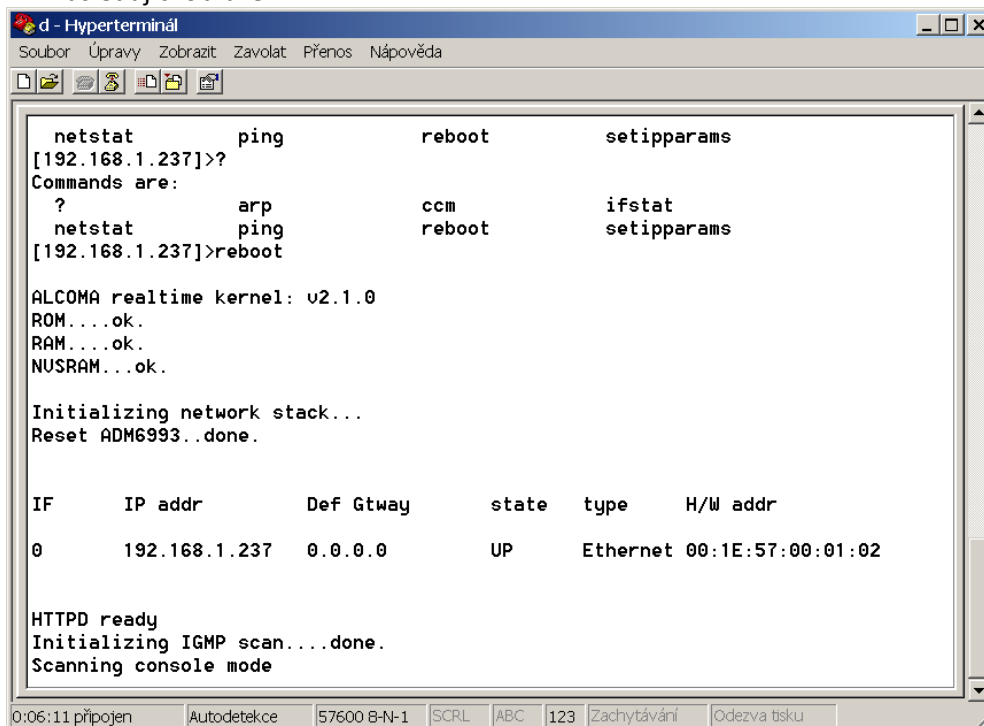 d - Hyperterminál
Soubor Úpravy Zobrazit Zavolat Přenos Nápověda
netstat ping reboot setipparams
[192.168.1.237]>?
Commands are:
? arp ccm ifstat
netstat ping reboot setipparams
[192.168.1.237]>reboot
ALCOMA realtime kernel: v2.1.0
ROM....ok.
RAM....ok.
NVSRAM...ok.
Initializing network stack...
Reset ADM6993..done.
IF IP addr Def Gtway state type H/W addr
0 192.168.1.237 0.0.0.0 UP Ethernet 00:1E:57:00:01:02
HTTPD ready
Initializing IGMP scan....done.
Scanning console mode
0:06:11 připojen Autodetekce 57600 8-N-1 SCRL ABC 123 Zachytávání Odezva tisku